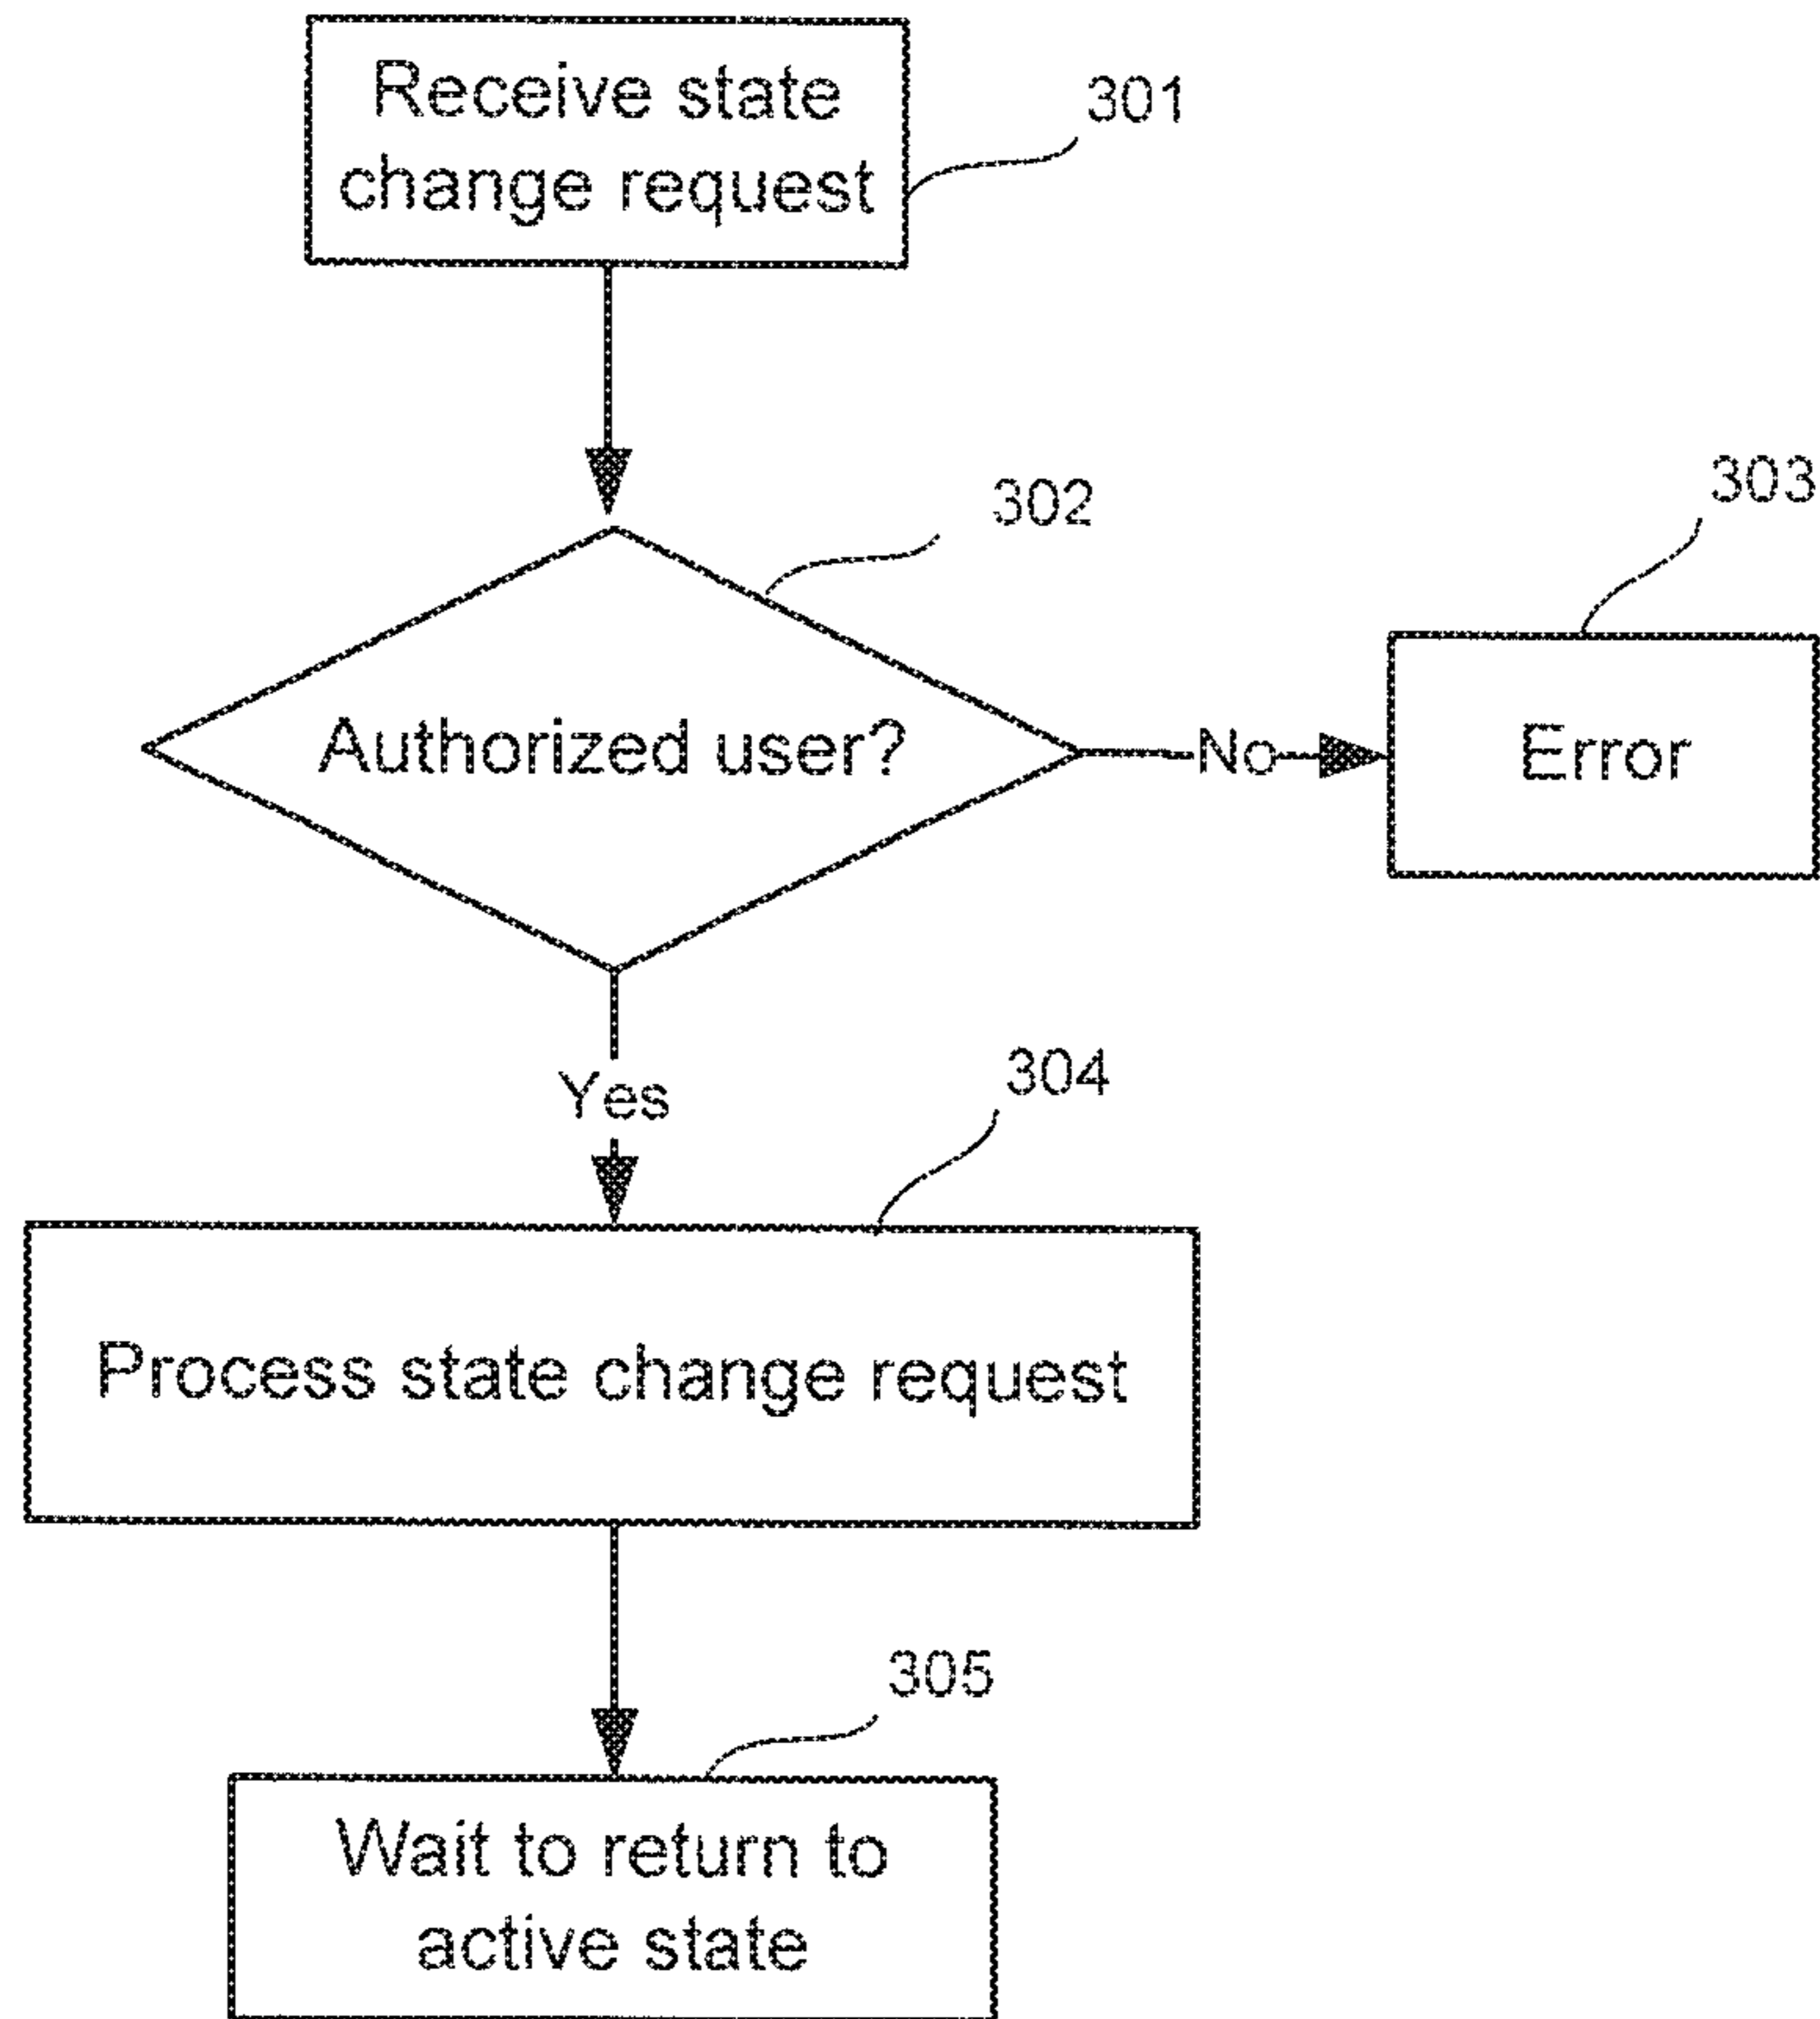 Receive state
change request
301
302
303
Authorized user?
No
Error
Yes
304
Process state change request
305
Wait to return to
active state